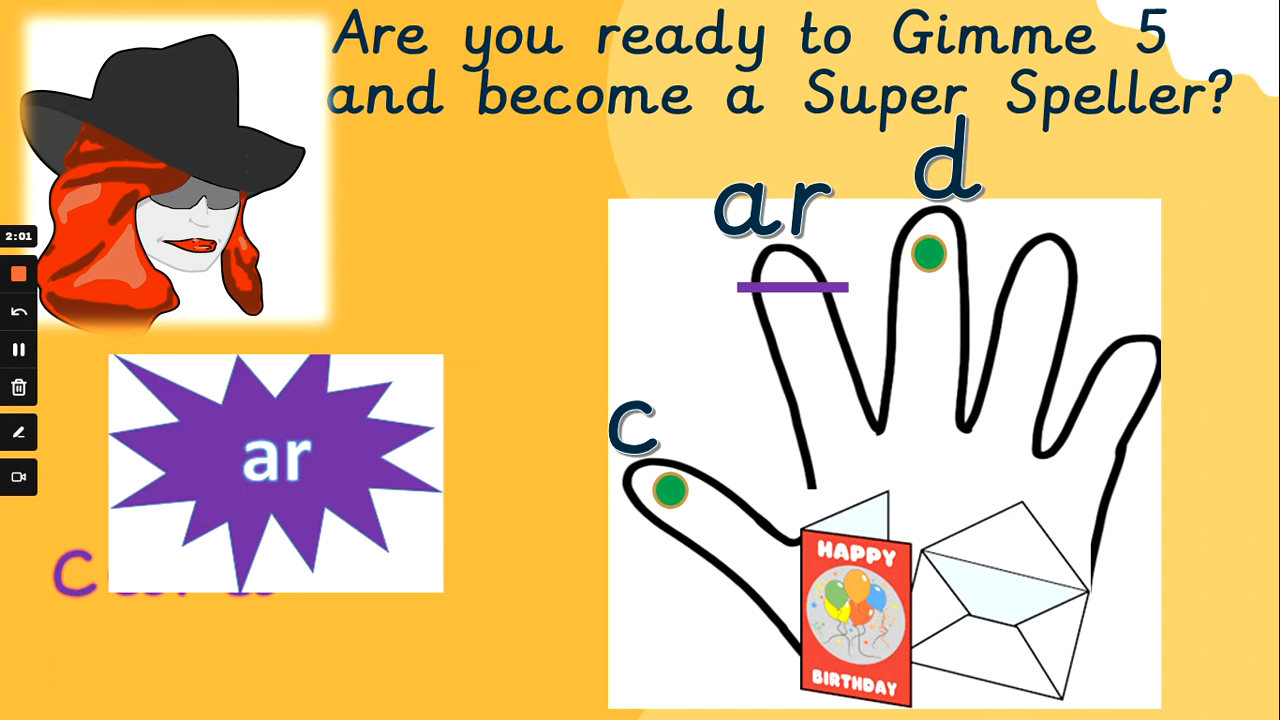 Are you ready to Gimme 5
and become a Super Speller?
d
ar
2:01
c
ar
HAPPY
BIRTHDAY
c